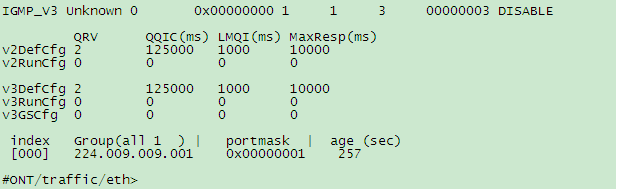 IGMP_V3 Unknown 0 0x00000000 1 1 3 00000003 DISABLE
QRV QQIC(ms) LMQI(ms) MaxResp(ms)
v2DefCfg 2 125000 1000 10000
v2RunCfg 0 0 0 0
v3DefCfg 2 125000 1000 10000
v3RunCfg 0 0 0 0
v3GSCfg 0 0 0 0
index Group(all 1 ) | portmask | age (sec)
[000] 224.009.009.001 0x00000001 257
#ONT/traffic/eth>